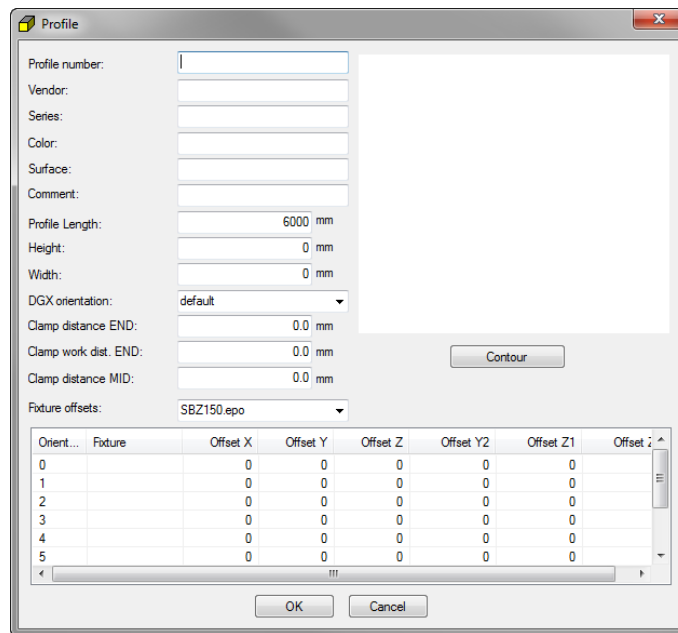 Profile
Profile number:
Vendor:
Series:
Color:
Surface:
Comment:
Profile Length: 6000 mm
Height: 0 mm
Width: 0 mm
DGX orientation: default
Clamp distance END: 0.0 mm
Clamp work dist. END: 0.0 mm
Contour
Clamp distance MID: 0.0 mm
Fixture offsets: SBZ150.epo
Orient... Fixture Offset X Offset Y Offset Z Offset Y2 Offset Z1 Offset
0 0 0 0 0 0
1 0 0 0 0 0
2 0 0 0 0 0
3 0 0 0 0 0
4 0 0 0 0 0
5 0 0 0 0 0
OK Cancel